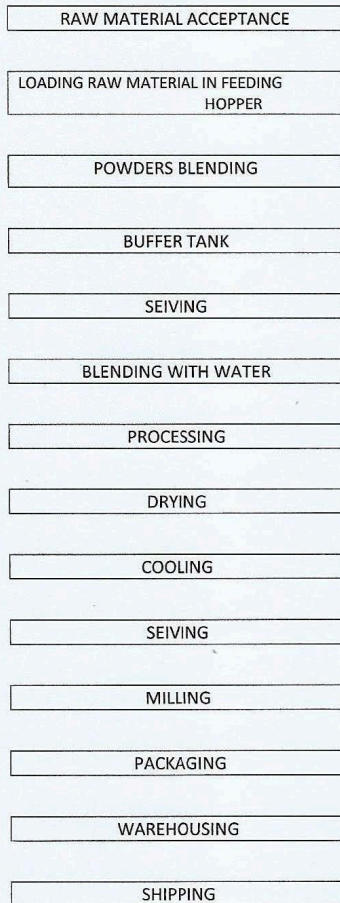 RAW MATERIAL ACCEPTANCE
LOADING RAW MATERIAL IN FEEDING
HOPPER
POWDERS BLENDING
BUFFER TANK
SEIVING
BLENDING WITH WATER
PROCESSING
DRYING
COOLING
SEIVING
MILLING
PACKAGING
WAREHOUSING
SHIPPING